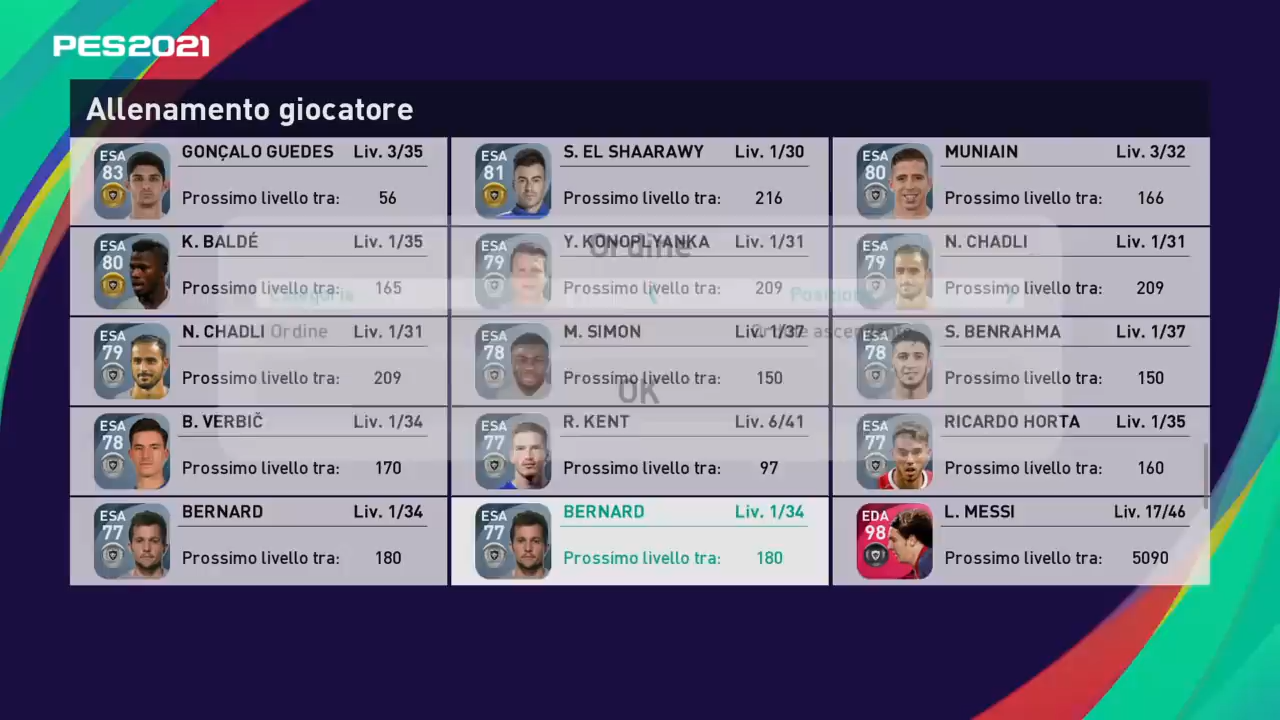 PES2021
Allenamento giocatore
ESA 83 GONÇALO GUEDES Liv. 3/35
Prossimo livello tra: 56
ESA 81 S. EL SHAARAWY Liv. 1/30
Prossimo livello tra: 216
ESA 80 MUNIAIN Liv. 3/32
Prossimo livello tra: 166
ESA 80 K. BALDÉ Liv. 1/35
Prossimo livello tra: 165
ESA 79 Y. KONOPLYANKA Liv. 1/31
Prossimo livello tra: 209
ESA 79 N. CHADLI Liv. 1/31
Prossimo livello tra: 209
Ordine
Categoria
Posizione
ESA 79 N. CHADLI Liv. 1/31
Prossimo livello tra: 209
ESA 78 M. SIMON Liv. 1/37
Prossimo livello tra: 150
ESA 78 S. BENRAHMA Liv. 1/37
Prossimo livello tra: 150
Ordine
Ordine ascendente
OK
ESA 78 B. VERBIČ Liv. 1/34
Prossimo livello tra: 170
ESA 77 R. KENT Liv. 6/41
Prossimo livello tra: 97
ESA 77 RICARDO HORTA Liv. 1/35
Prossimo livello tra: 160
ESA 77 BERNARD Liv. 1/34
Prossimo livello tra: 180
ESA 77 BERNARD Liv. 1/34
Prossimo livello tra: 180
EDA 98 L. MESSI Liv. 17/46
Prossimo livello tra: 5090